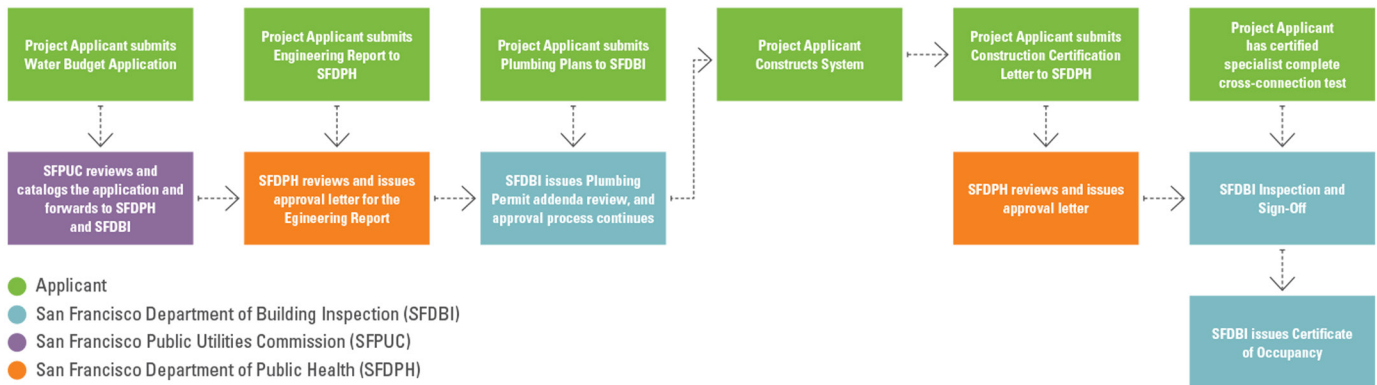 Project Applicant submits
Water Budget Application
Project Applicant submits
Engineering Report to
SFDPH
Project Applicant submits
Plumbing Plans to SFDBI
Project Applicant
Constructs System
Project Applicant submits
Construction Certification
Letter to SFDPH
Project Applicant
has certified
specialist complete
cross-connection test
SFPUC reviews and
catalogs the application and
forwards to SFDPH
and SFDBI
SFDPH reviews and issues
approval letter for the
Egineering Report
SFDBI issues Plumbing
Permit addenda review, and
approval process continues
SFDPH reviews and issues
approval letter
SFDBI Inspection and
Sign-Off
SFDBI issues Certificate
of Occupancy
Applicant
San Francisco Department of Building Inspection (SFDBI)
San Francisco Public Utilities Commission (SFPUC)
San Francisco Department of Public Health (SFDPH)